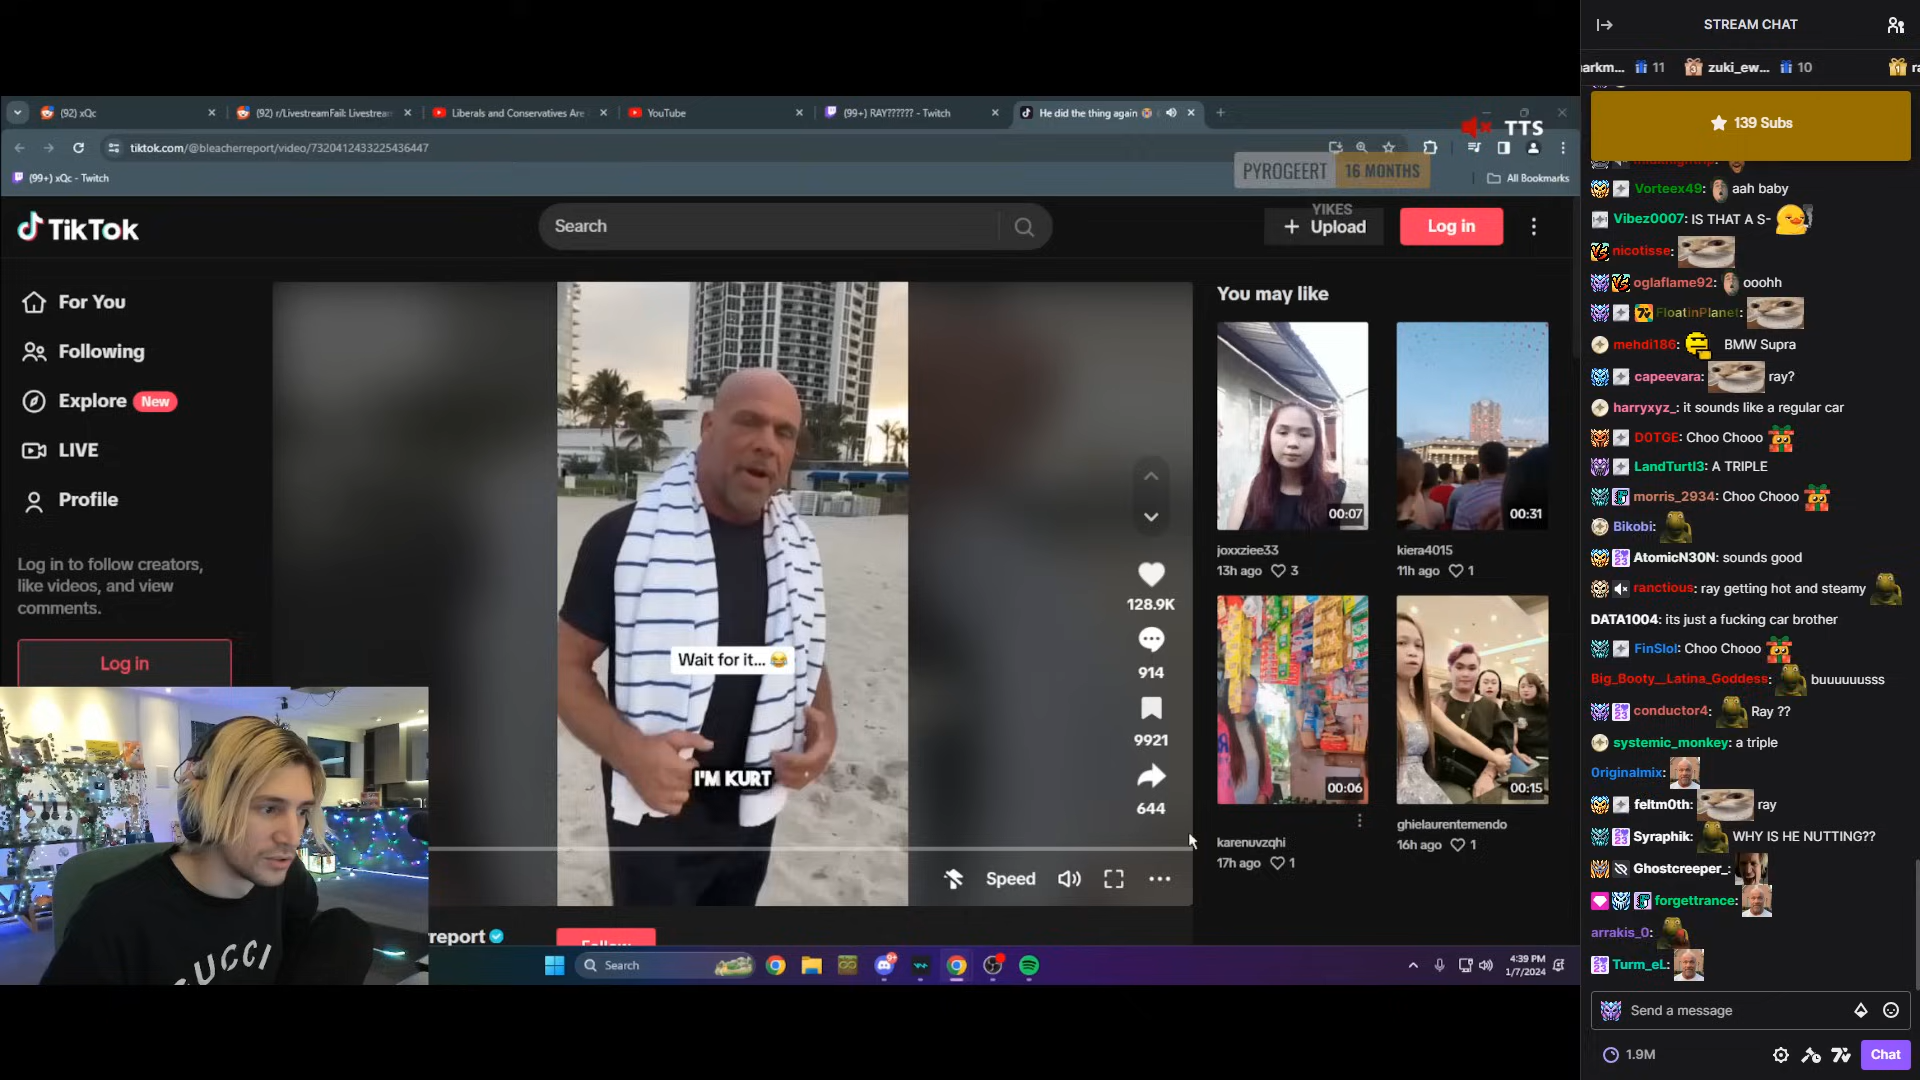 (92) xQc
(92) r/LivestreamFail: Livestrea
Liberals and Conservatives Are
YouTube
(99+) RAY?????? - Twitch
He did the thing again
TTS
tiktok.com/@bleacherreport/video/7320412433225436447
PYROGEERT 16 MONTHS
(99+) xQc - Twitch
All Bookmarks
TikTok
Search
YIKES
+ Upload
Log in
For You
Following
Explore New
LIVE
Profile
Log in to follow creators,
like videos, and view
comments.
Log in
Wait for it... 😂
I'M KURT
128.9K
914
9921
644
Speed
report
Follow
You may like
00:07
joxxziee33
13h ago 3
00:31
kiera4015
11h ago 1
00:06
karenuvzqhi
17h ago 1
00:15
ghielaurentemendo
16h ago 1
UCCI
Search
4:39 PM
1/7/2024
STREAM CHAT
arkm... 11 zuki_ew... 10
139 Subs
Vorteex49: aah baby
Vibez0007: IS THAT A S-
nicotisse:
oglaflame92: ooohh
FloatinPlanet:
mehdi186: BMW Supra
capeevara: ray?
harryxyz_: it sounds like a regular car
D0TGE: Choo Chooo
LandTurtl3: A TRIPLE
morris_2934: Choo Chooo
Bikobi:
AtomicN30N: sounds good
ranctious: ray getting hot and steamy
DATA1004: its just a fucking car brother
FinSlol: Choo Chooo
Big_Booty__Latina_Goddess: buuuuusss
conductor4: Ray ??
systemic_monkey: a triple
0riginalmix:
feltm0th: ray
Syraphik: WHY IS HE NUTTING??
Ghostcreeper_:
forgettrance:
arrakis_0:
Turm_eL:
Send a message
1.9M
Chat